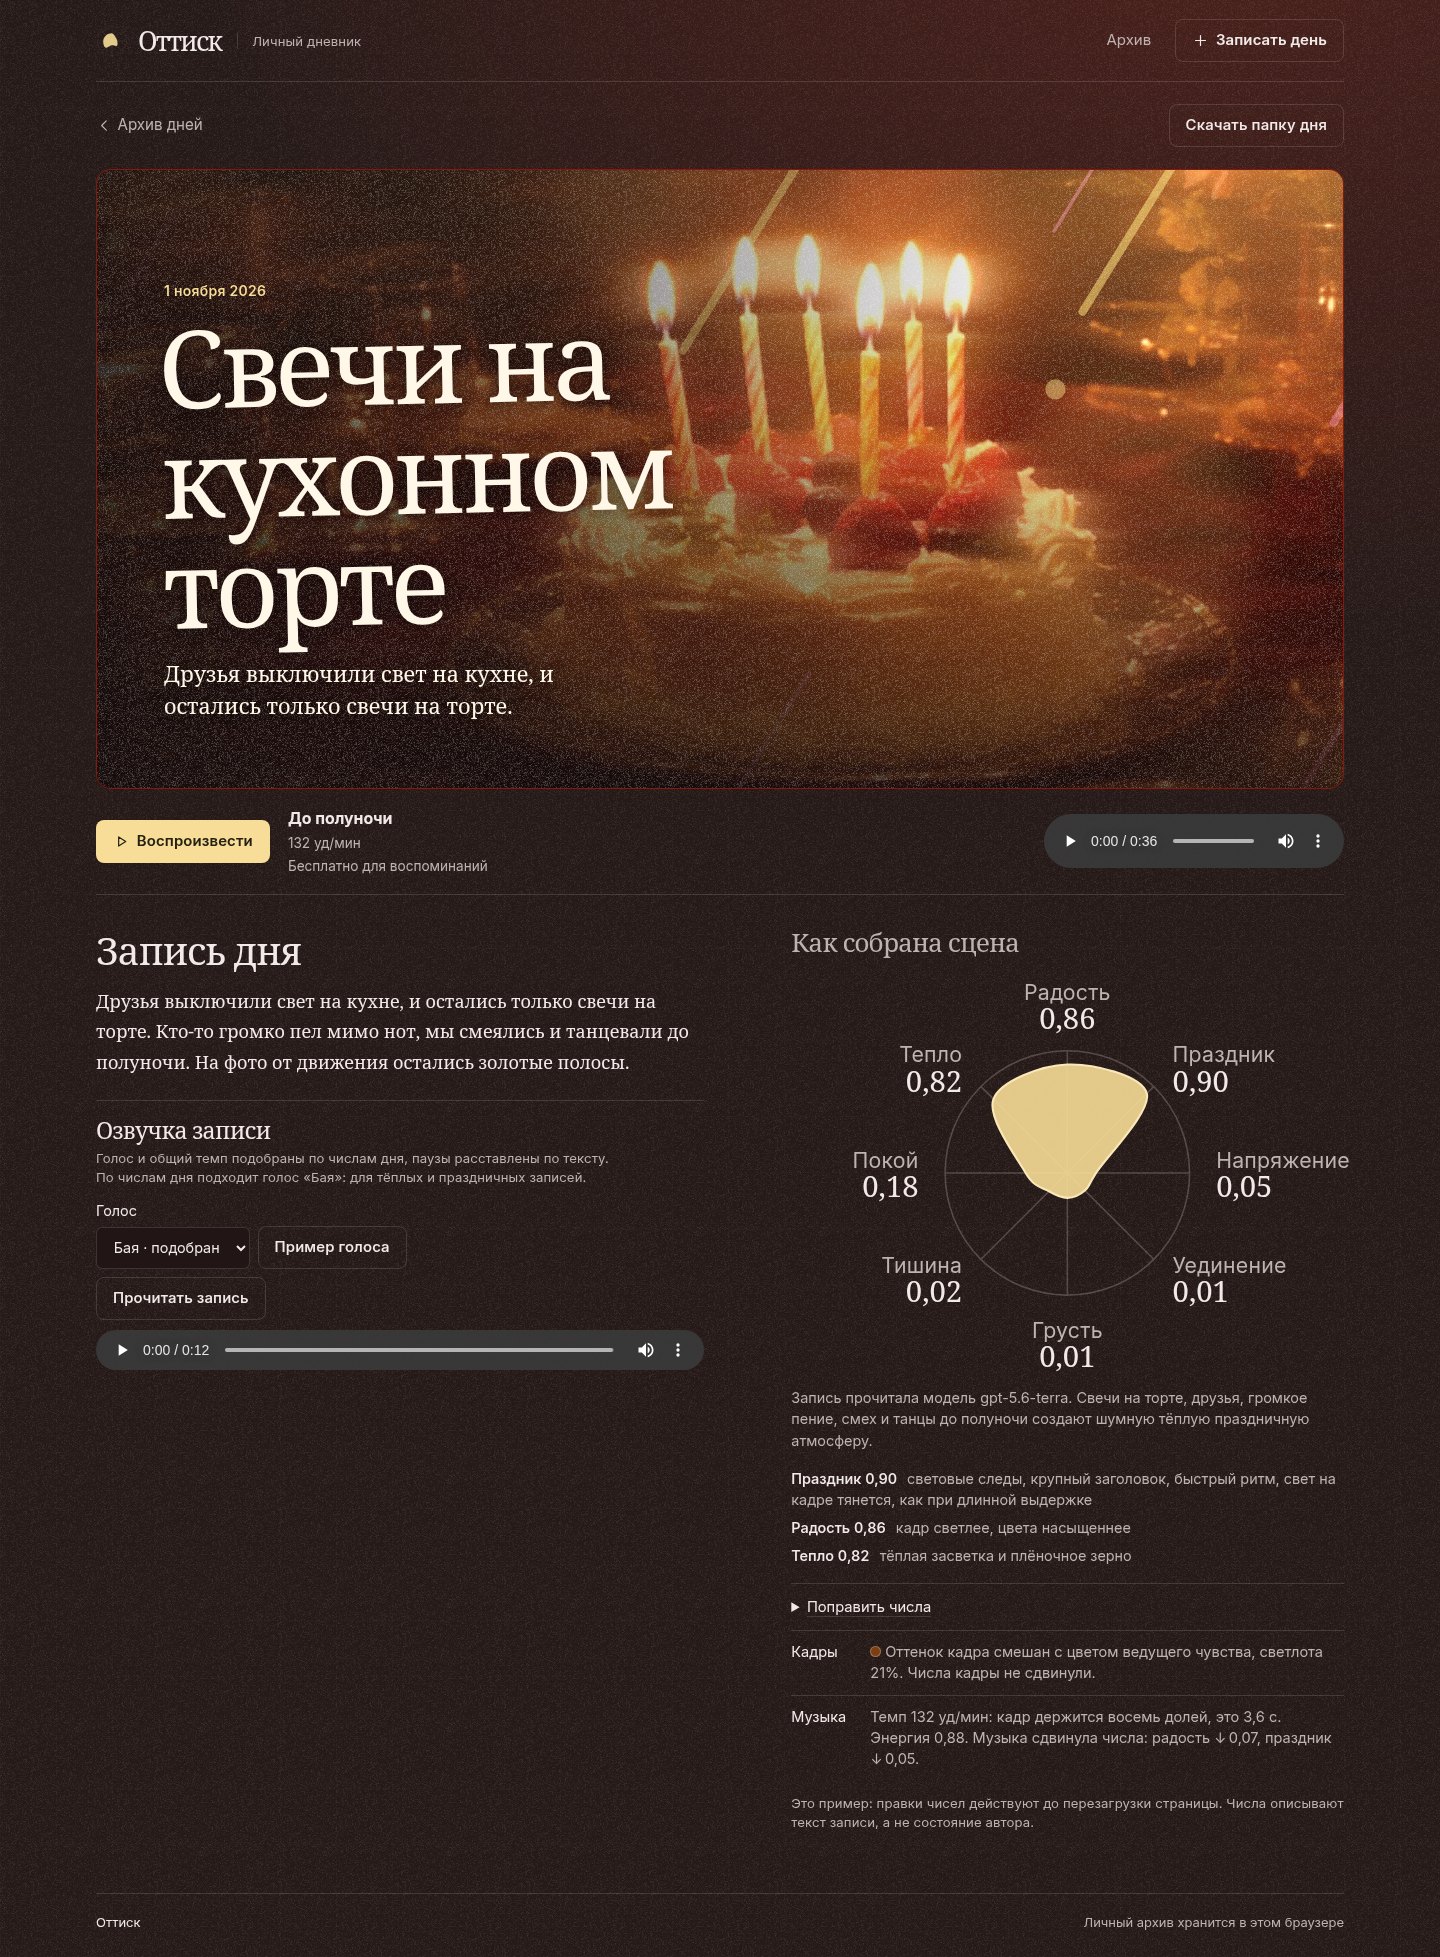 Оттиск
Личный дневник
Архив
Записать день
Архив дней
Скачать папку дня
1 ноября 2026
Свечи на
кухонном
торте
Друзья выключили свет на кухне, и
остались только свечи на торте.
Воспроизвести
До полуночи
132 уд/мин
Бесплатно для воспоминаний
0:00 / 0:36
Запись дня
Друзья выключили свет на кухне, и остались только свечи на
торте. Кто-то громко пел мимо нот, мы смеялись и танцевали до
полуночи. На фото от движения остались золотые полосы.
Озвучка записи
Голос и общий темп подобраны по числам дня, паузы расставлены по тексту.
По числам дня подходит голос «Бая»: для тёплых и праздничных записей.
Голос
Бая · подобран
Пример голоса
Прочитать запись
0:00 / 0:12
Как собрана сцена
Радость
0,86
Тепло
0,82
Праздник
0,90
Покой
0,18
Напряжение
0,05
Тишина
0,02
Уединение
0,01
Грусть
0,01
Запись прочитала модель gpt-5.6-terra. Свечи на торте, друзья, громкое
пение, смех и танцы до полуночи создают шумную тёплую праздничную
атмосферу.
Праздник 0,90 световые следы, крупный заголовок, быстрый ритм, свет на
кадре тянется, как при длинной выдержке
Радость 0,86 кадр светлее, цвета насыщеннее
Тепло 0,82 тёплая засветка и плёночное зерно
Поправить числа
Кадры
Оттенок кадра смешан с цветом ведущего чувства, светлота
21%. Числа кадры не сдвинули.
Музыка
Темп 132 уд/мин: кадр держится восемь долей, это 3,6 с.
Энергия 0,88. Музыка сдвинула числа: радость ↓ 0,07, праздник
↓ 0,05.
Это пример: правки чисел действуют до перезагрузки страницы. Числа описывают
текст записи, а не состояние автора.
Оттиск
Личный архив хранится в этом браузере